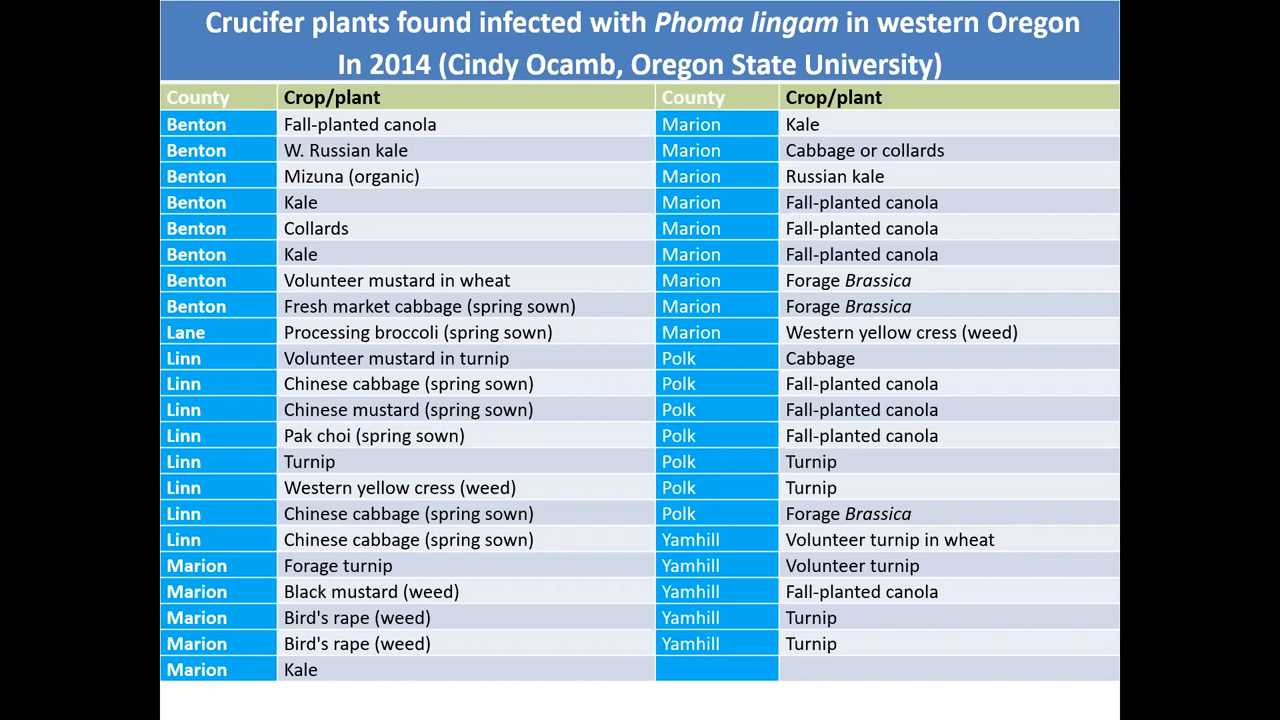 Crucifer plants found infected with Phoma lingam in western Oregon
In 2014 (Cindy Ocamb, Oregon State University)
County Crop/plant County Crop/plant
Benton Fall-planted canola Marion Kale
Benton W. Russian kale Marion Cabbage or collards
Benton Mizuna (organic) Marion Russian kale
Benton Kale Marion Fall-planted canola
Benton Collards Marion Fall-planted canola
Benton Kale Marion Fall-planted canola
Benton Volunteer mustard in wheat Marion Forage Brassica
Benton Fresh market cabbage (spring sown) Marion Forage Brassica
Lane Processing broccoli (spring sown) Marion Western yellow cress (weed)
Linn Volunteer mustard in turnip Polk Cabbage
Linn Chinese cabbage (spring sown) Polk Fall-planted canola
Linn Chinese mustard (spring sown) Polk Fall-planted canola
Linn Pak choi (spring sown) Polk Fall-planted canola
Linn Turnip Polk Turnip
Linn Western yellow cress (weed) Polk Turnip
Linn Chinese cabbage (spring sown) Polk Forage Brassica
Linn Chinese cabbage (spring sown) Yamhill Volunteer turnip in wheat
Marion Forage turnip Yamhill Volunteer turnip
Marion Black mustard (weed) Yamhill Fall-planted canola
Marion Bird's rape (weed) Yamhill Turnip
Marion Bird's rape (weed) Yamhill Turnip
Marion Kale